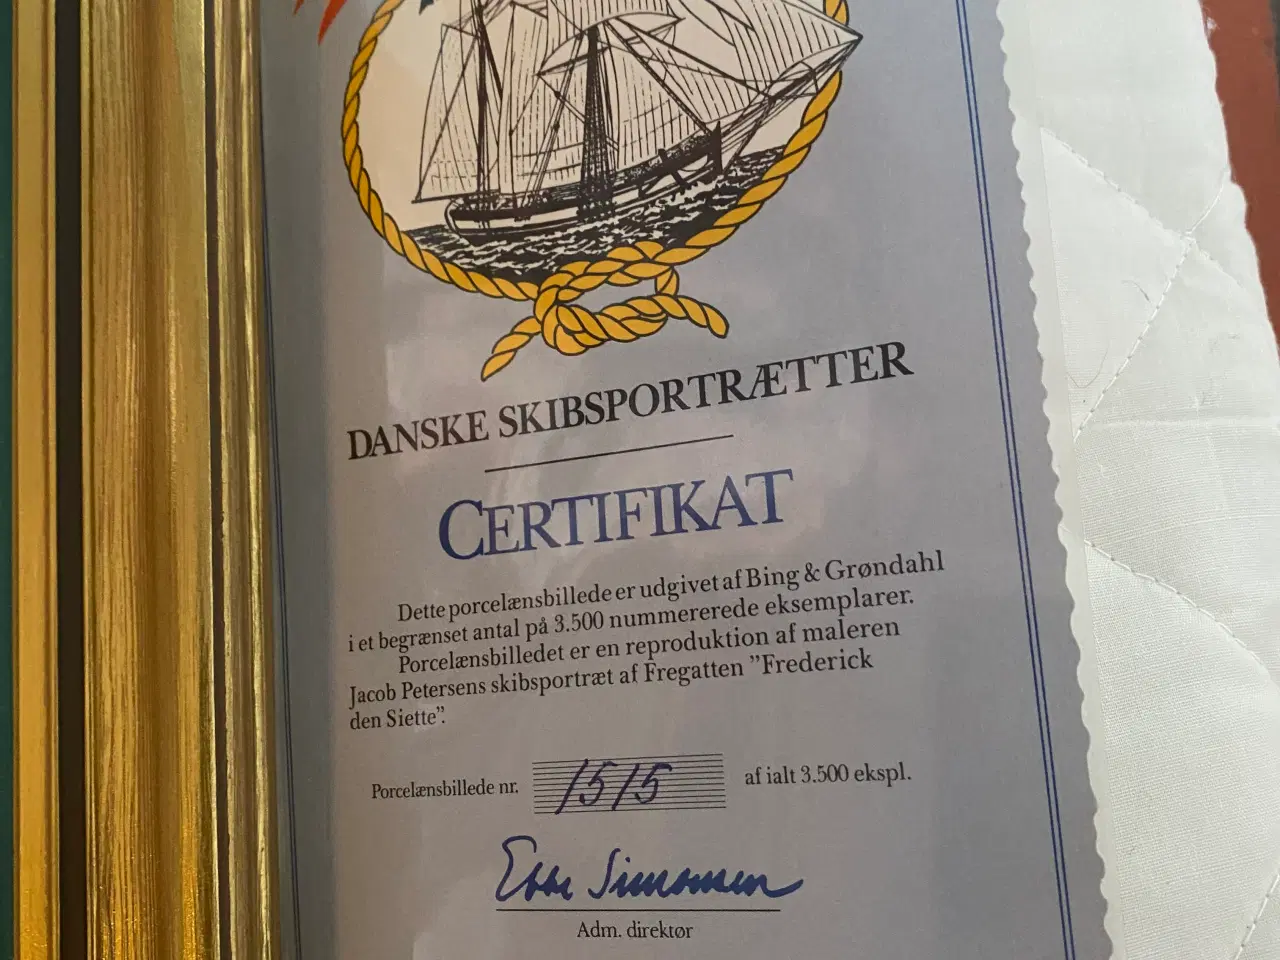 DANSKE SKIBSPORTRÆTTER
CERTIFIKAT
Dette porcelænsbillede er udgivet af Bing & Grøndahl
i et begrænset antal på 3.500 nummererede eksemplarer.
Porcelænsbilledet er en reproduktion af maleren
Jacob Petersens skibsportræt af Fregatten ”Frederick
den Siette”.
Porcelænsbillede nr. 1515 af ialt 3.500 ekspl.
Ebbe Simonsen
Adm. direktør